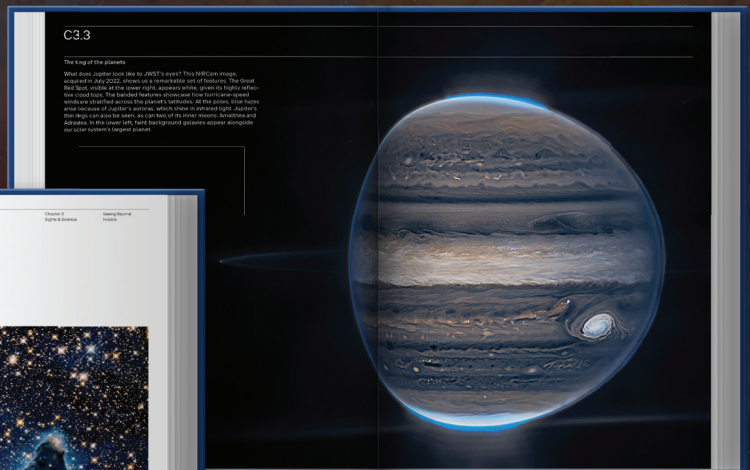 C3.3
The king of the planets
What does Jupiter look like to JWST's eyes? This NIRCam image,
acquired in July 2022, shows us a remarkable set of features. The Great
Red Spot, visible at the lower right, appears white, given its highly reflec-
tive cloud tops. The banded features showcase how hurricane-speed
winds are stratified across the planet's latitudes. At the poles, blue hazes
arise because of Jupiter's auroras, which shine in infrared light. Jupiter's
thin rings can also be seen, as can two of its inner moons: Amalthea and
Adrastea. In the lower left, faint background galaxies appear alongside
our solar system's largest planet.
Chapter 3
Sights & Science
Seeing Beyond
Visible